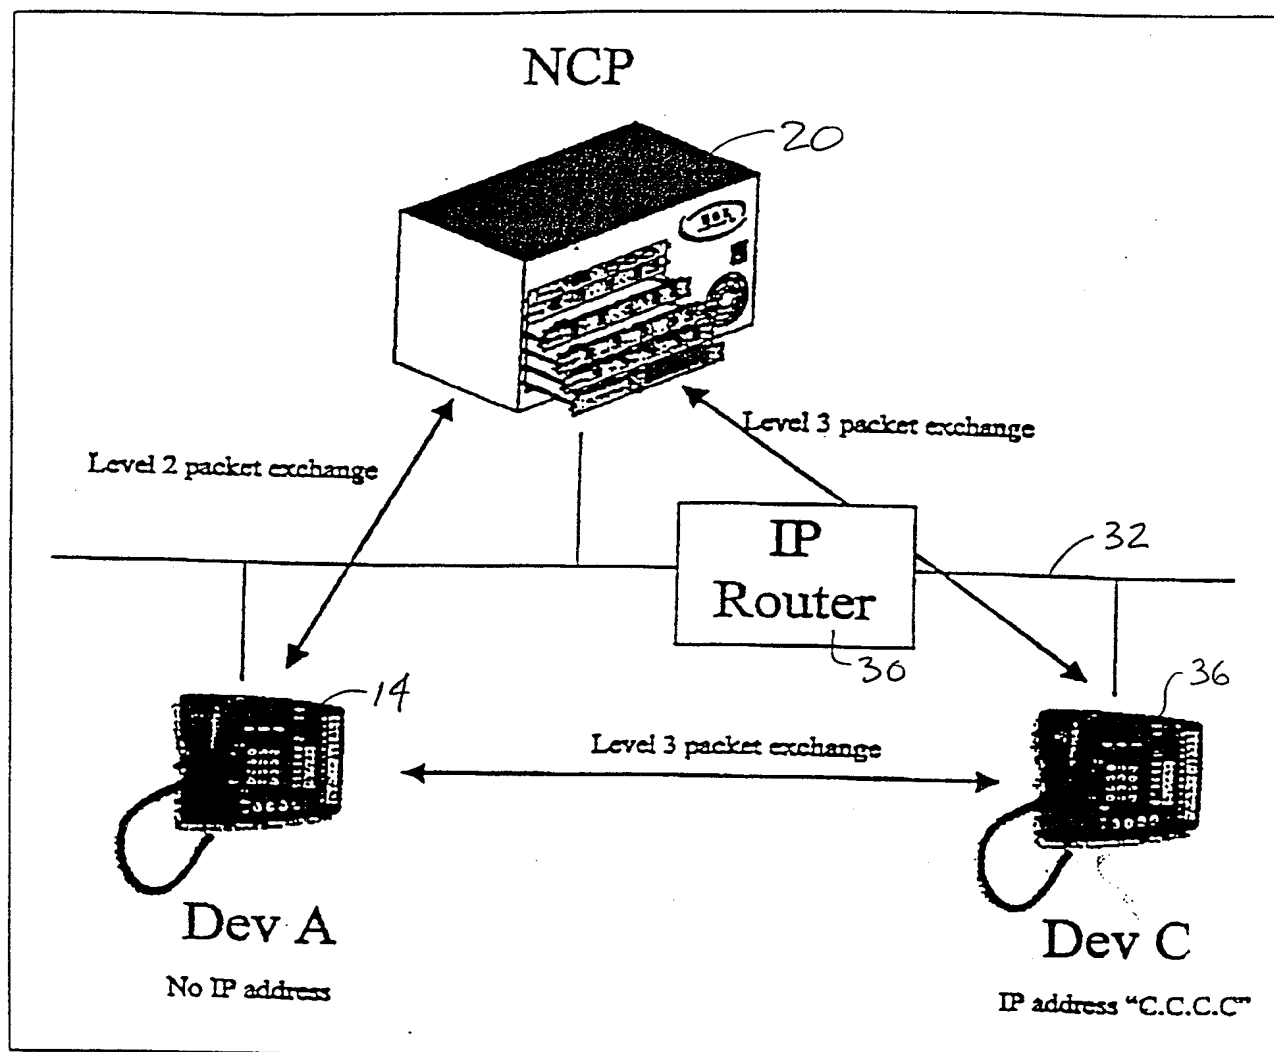 NCP
20
Level 3 packet exchange
Level 2 packet exchange
IP
Router
30
32
14
36
Level 3 packet exchange
Dev A
No IP address
Dev C
IP address "C.C.C.C"